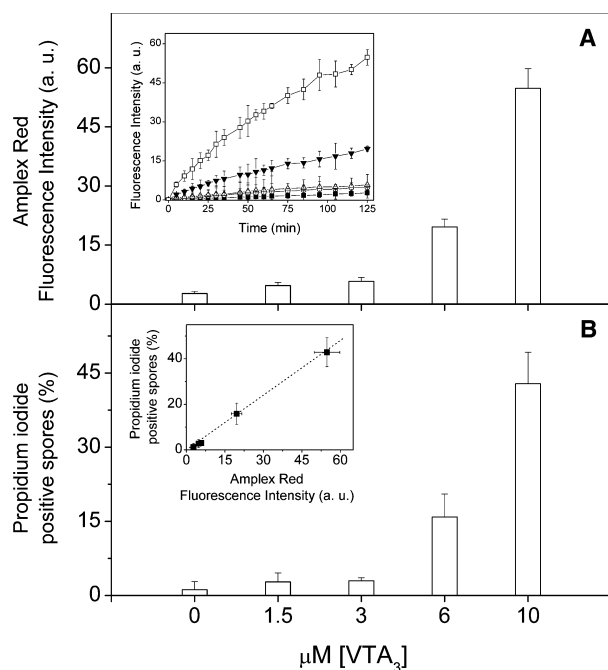 A
Amplex Red
Fluorescence Intensity (a. u.)
60
45
30
15
0
Fluorescence Intensity (a. u.)
60
45
30
15
0
0 25 50 75 100 125
Time (min)
B
Propidium iodide
positive spores (%)
45
30
15
0
Propidium iodide
positive spores (%)
40
20
0
0 15 30 45 60
Amplex Red
Fluorescence Intensity (a. u.)
0 1.5 3 6 10
μM [VTA₃]